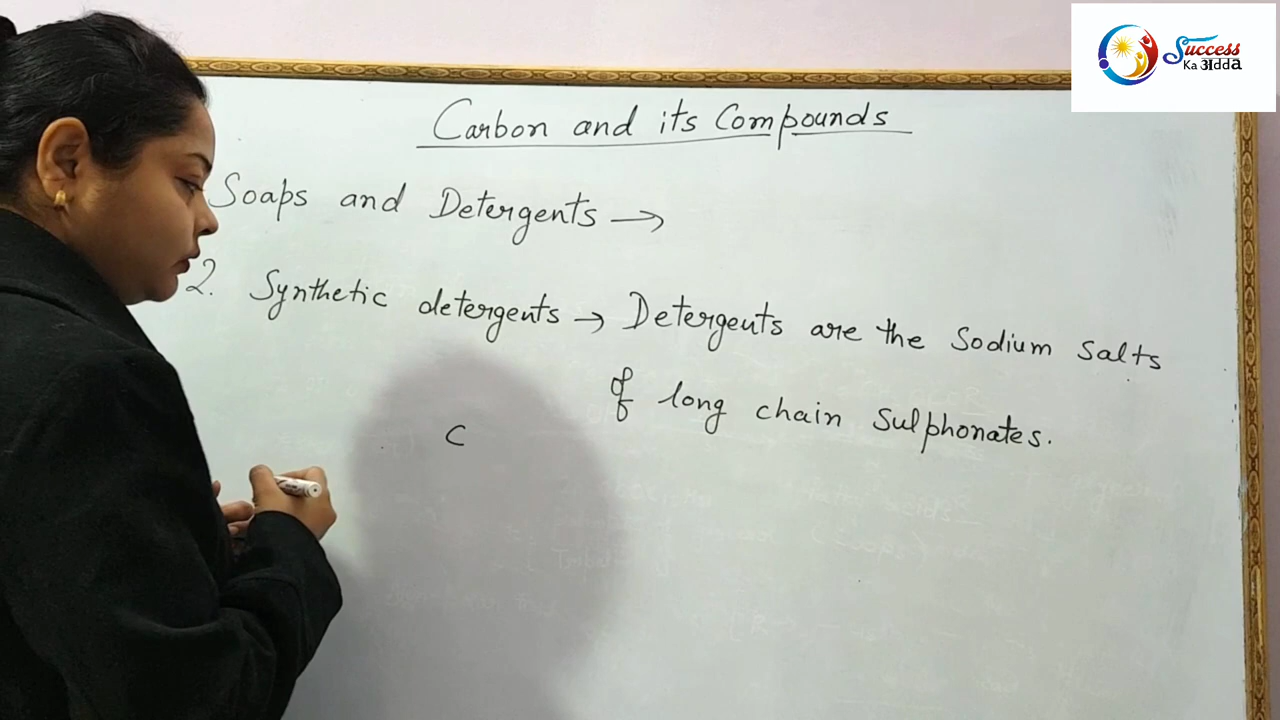 Success
Ka अdda
Carbon and its Compounds
Soaps and Detergents →
2. Synthetic detergents → Detergents are the Sodium Salts
of long chain Sulphonates.
C